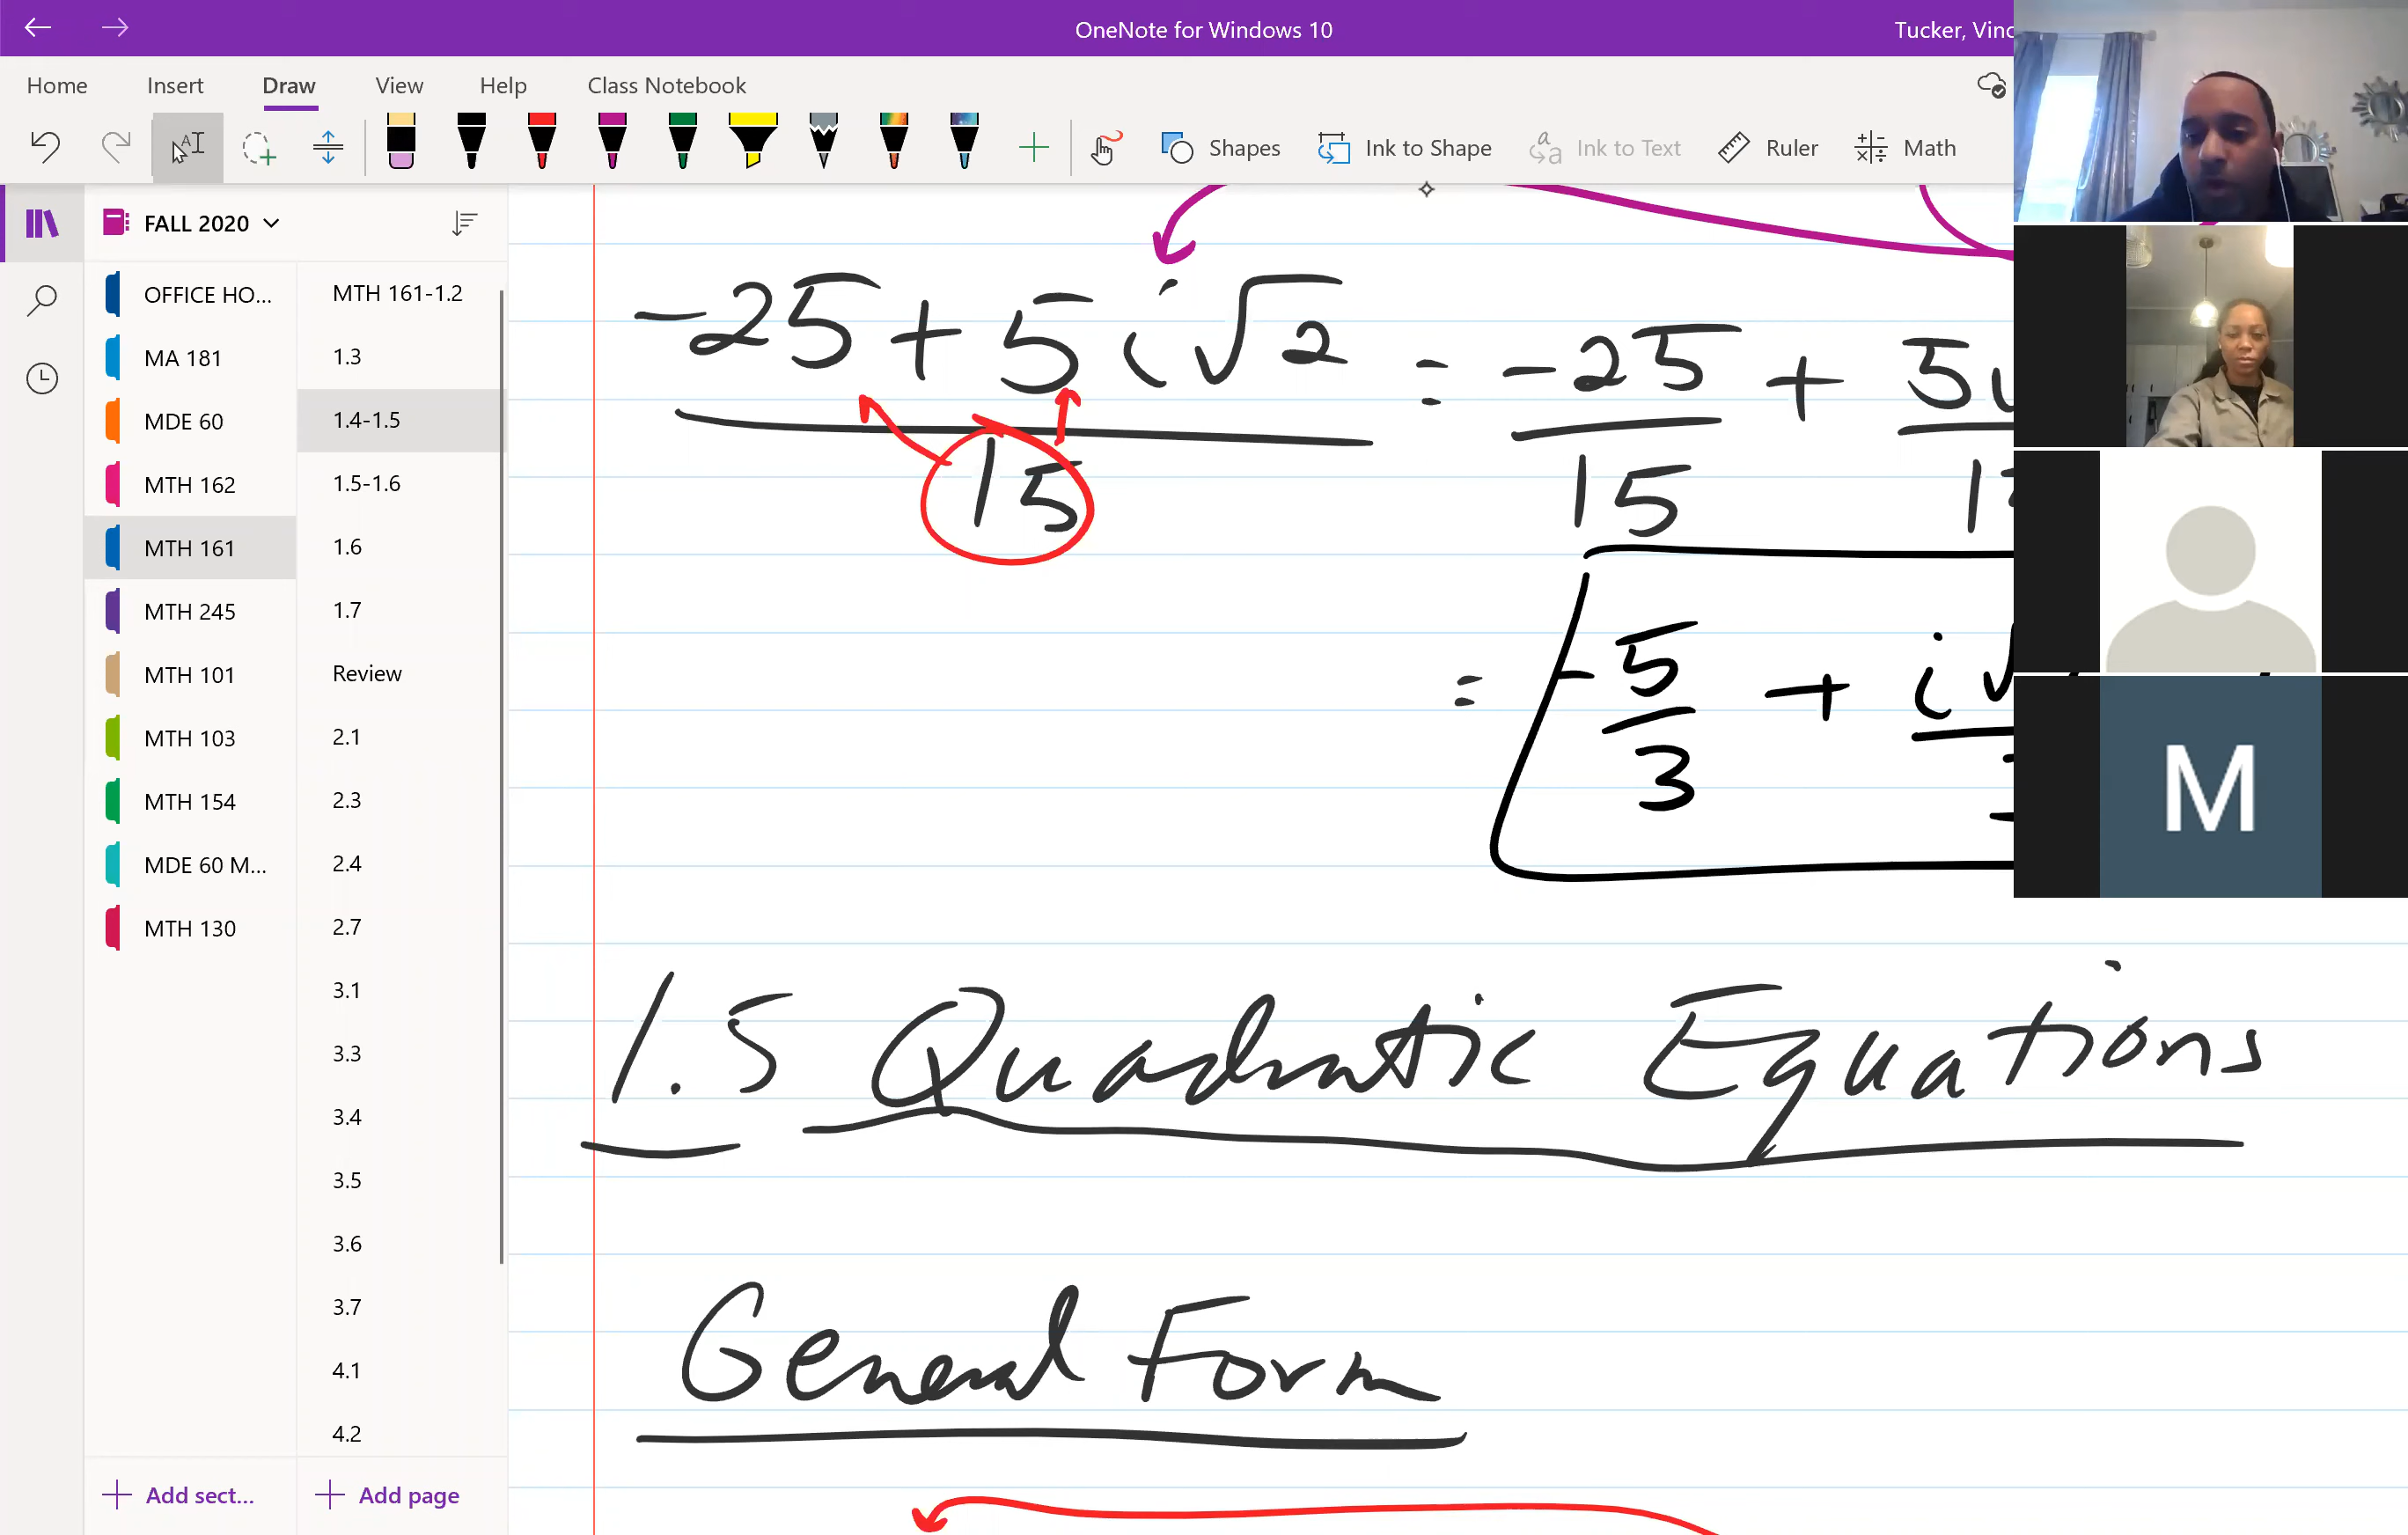 OneNote for Windows 10
Tucker, Vinc
Home Insert Draw View Help Class Notebook
Shapes Ink to Shape Ink to Text Ruler Math
FALL 2020
OFFICE HO...
MA 181
MDE 60
MTH 162
MTH 161
MTH 245
MTH 101
MTH 103
MTH 154
MDE 60 M...
MTH 130
Add sect...
MTH 161-1.2
1.3
1.4-1.5
1.5-1.6
1.6
1.7
Review
2.1
2.3
2.4
2.7
3.1
3.3
3.4
3.5
3.6
3.7
4.1
4.2
Add page
-25 + 5 i √2 = -25 + 5
15 15 1
= -5 + i √
3
1.5 Quadratic Equations
General Form
M